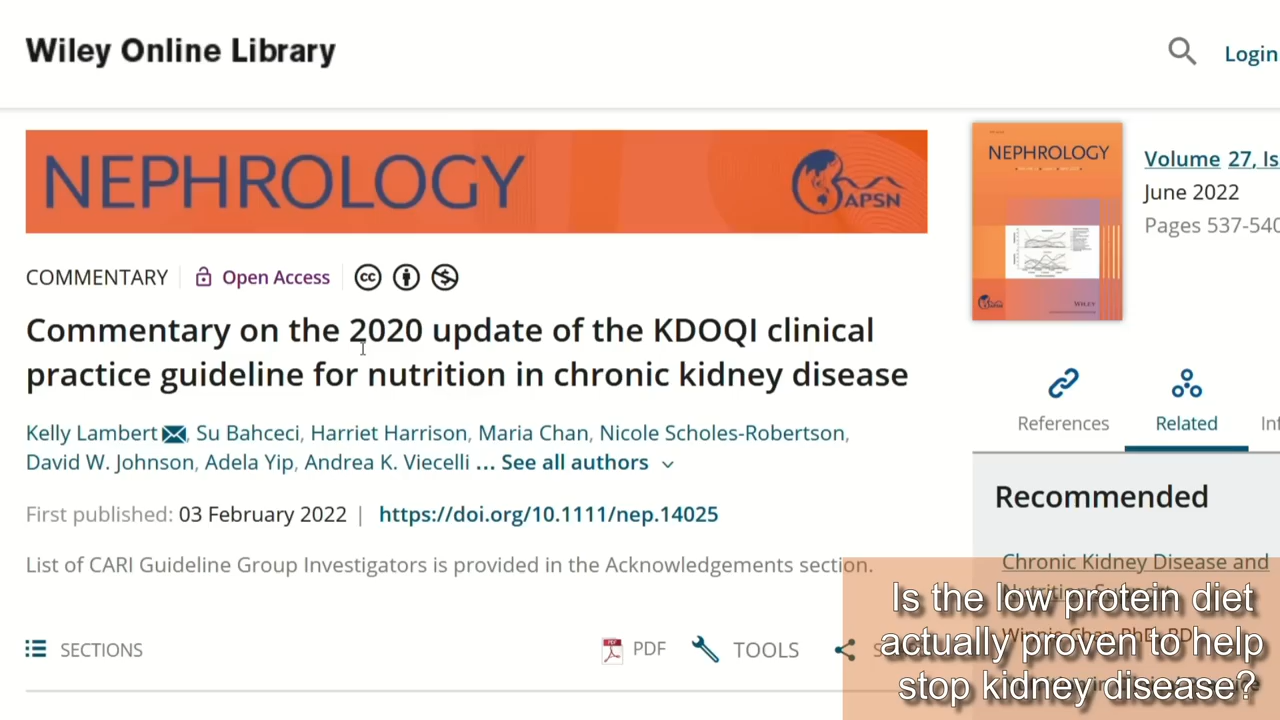 Wiley Online Library
Login
NEPHROLOGY
APSN
NEPHROLOGY
Volume 27, Is
June 2022
Pages 537-540
COMMENTARY
Open Access
cc
Commentary on the 2020 update of the KDOQI clinical
practice guideline for nutrition in chronic kidney disease
Kelly Lambert, Su Bahceci, Harriet Harrison, Maria Chan, Nicole Scholes-Robertson,
David W. Johnson, Adela Yip, Andrea K. Viecelli ... See all authors
First published: 03 February 2022 | https://doi.org/10.1111/nep.14025
List of CARI Guideline Group Investigators is provided in the Acknowledgements section.
SECTIONS
PDF
TOOLS
References
Related
Inf
Recommended
Chronic Kidney Disease and
Is the low protein diet
actually proven to help
stop kidney disease?